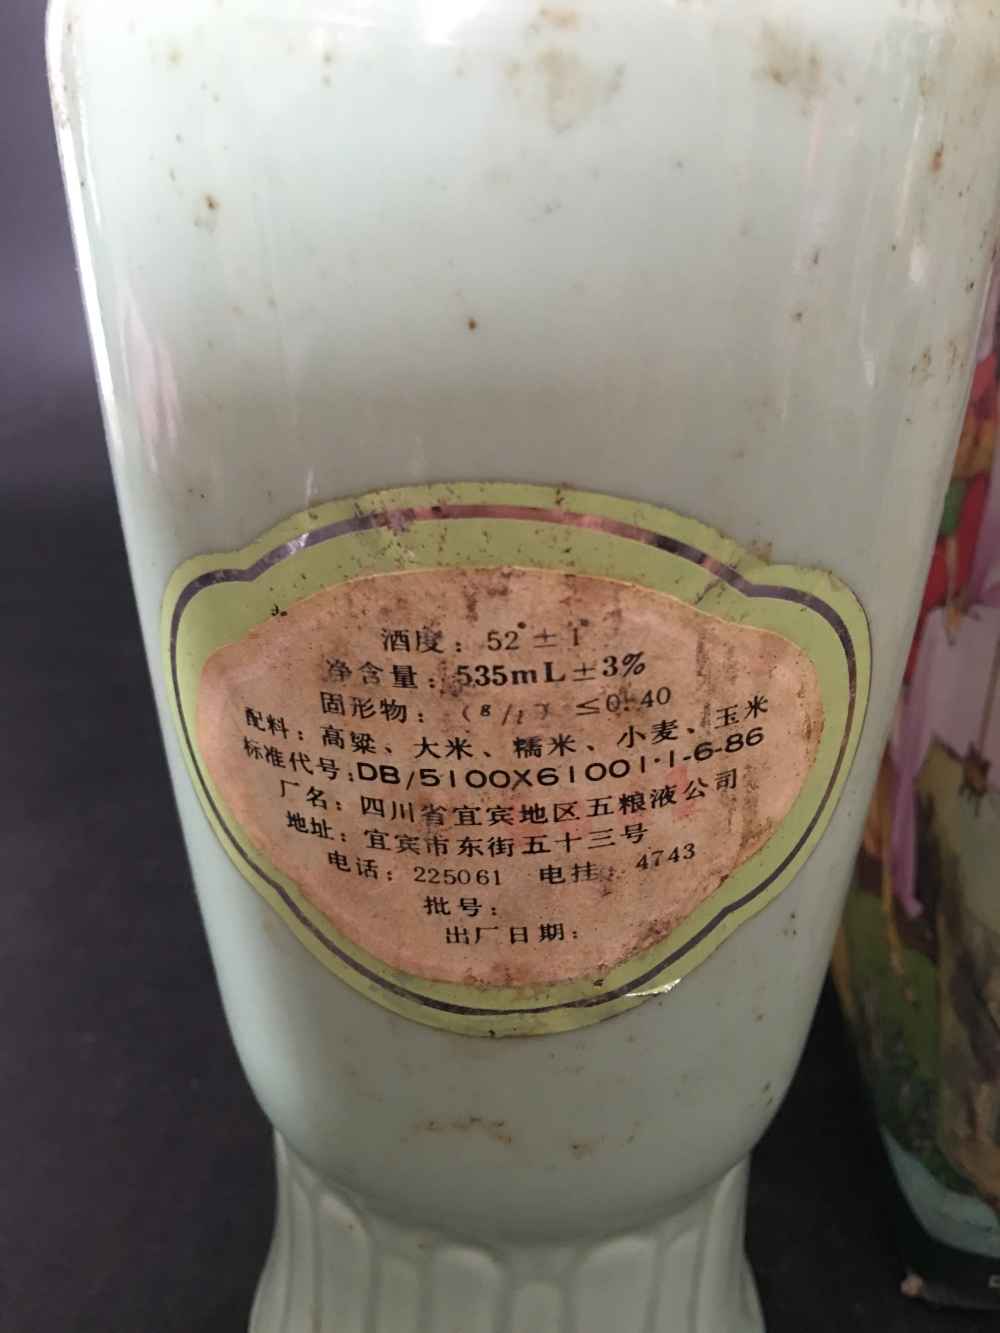 酒度：52°±1°
净含量：535mL±3%
固形物：(g/l) ≤0.40
配料：高粱、大米、糯米、小麦、玉米
标准代号：DB/5100X61001·1-6-86
厂名：四川省宜宾地区五粮液公司
地址：宜宾市东街五十三号
电话：225061 电挂：4743
批号：
出厂日期：